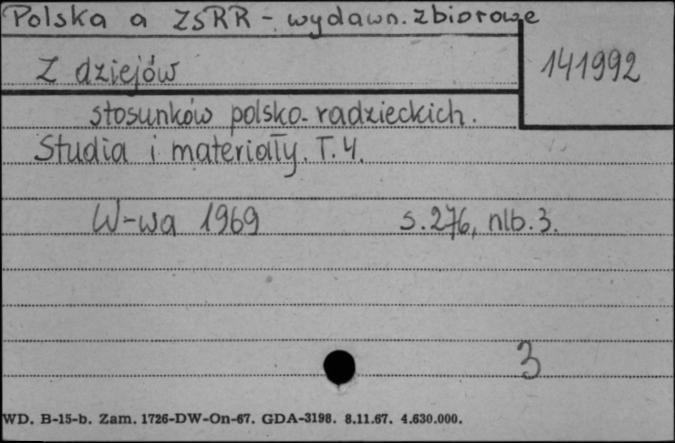 Polska a ZSRR - wydawn. zbiorowe
141992
Z dziejów
stosunków polsko-radzieckich.
Studia i materiały. T. 4.
W-wa 1969 s. 276, nlb. 3.
3
WD. B-15-b. Zam. 1726-DW-On-67. GDA-3198. 8.11.67. 4.630.000.